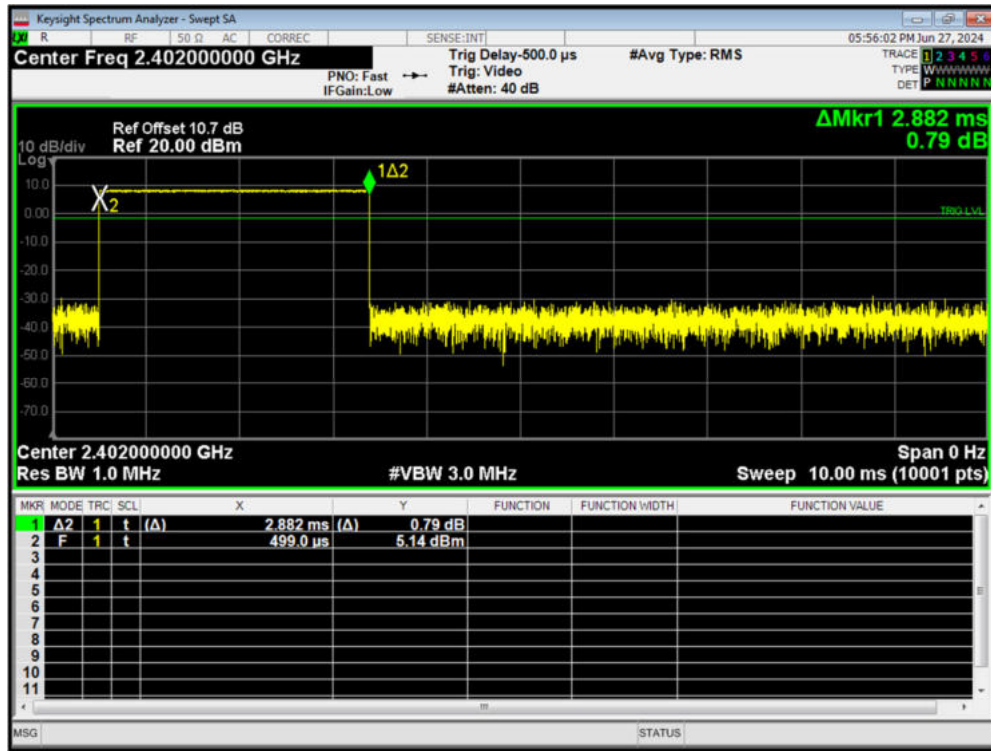 Keysight Spectrum Analyzer - Swept SA
LXI R RF 50 Ω AC CORREC SENSE:INT 05:56:02 PM Jun 27, 2024
Center Freq 2.402000000 GHz
PNO: Fast
IFGain:Low
Trig Delay-500.0 µs
Trig: Video
#Atten: 40 dB
#Avg Type: RMS
TRACE 1 2 3 4 5 6
TYPE WWWWWW
DET P N N N N N
ΔMkr1 2.882 ms
0.79 dB
Ref Offset 10.7 dB
10 dB/div Ref 20.00 dBm
Log
1Δ2
10.0
2
0.00
TRIG LVL
-10.0
-20.0
-30.0
-40.0
-50.0
-60.0
-70.0
Center 2.402000000 GHz Span 0 Hz
Res BW 1.0 MHz #VBW 3.0 MHz Sweep 10.00 ms (10001 pts)
MKR MODE TRC SCL X Y FUNCTION FUNCTION WIDTH FUNCTION VALUE
1 Δ2 1 t (Δ) 2.882 ms (Δ) 0.79 dB
2 F 1 t 499.0 µs 5.14 dBm
3
4
5
6
7
8
9
10
11
MSG STATUS